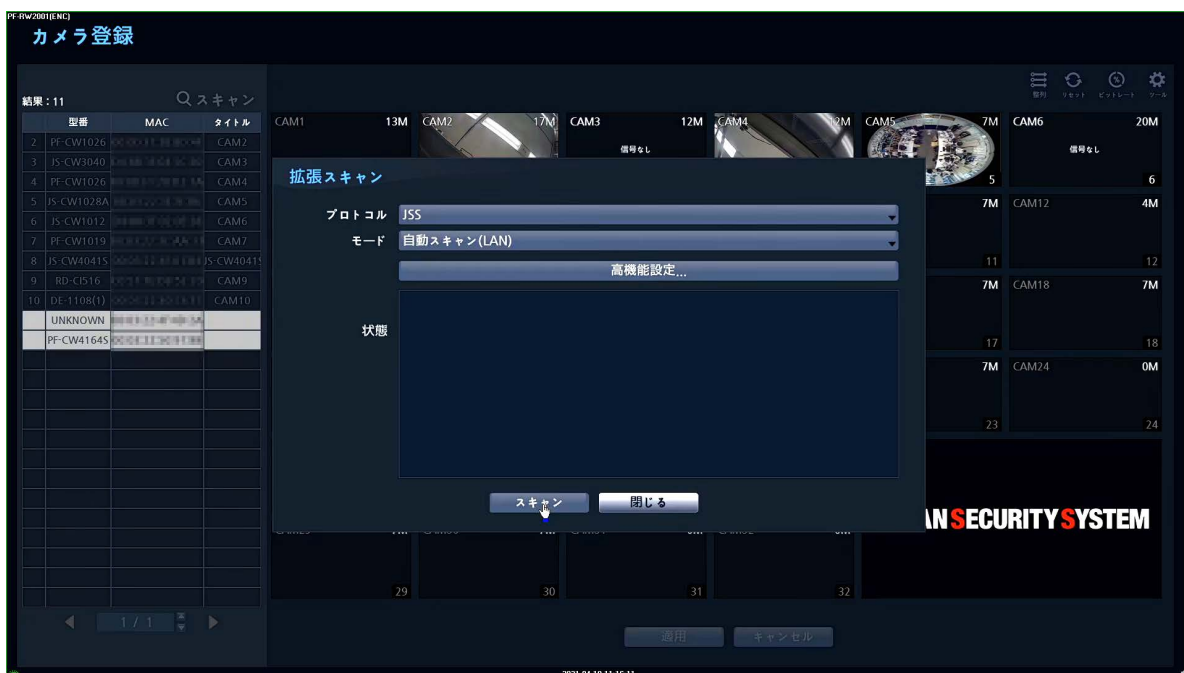 PF-RW2001(ENC)
カメラ登録
結果:11
スキャン
整列 リセット ビットレート ツール
型番 MAC タイトル
2 PF-CW1026 CAM2
3 JS-CW3040 CAM3
4 PF-CW1026 CAM4
5 JS-CW1028A CAM5
6 JS-CW1012 CAM6
7 PF-CW1019 CAM7
8 JS-CW4041S JS-CW4041S
9 RD-CI516 CAM9
10 DE-1108(1) CAM10
UNKNOWN
PF-CW4164S
1 / 1
CAM1 13M
CAM2 17M
CAM3 12M
信号なし
CAM4 12M
CAM5 7M
5
CAM6 20M
信号なし
6
拡張スキャン
プロトコル JSS
モード 自動スキャン(LAN)
高機能設定...
状態
スキャン 閉じる
7M
11
CAM12 4M
12
7M
17
CAM18 7M
18
7M
23
CAM24 0M
24
AN SECURITY SYSTEM
29
30
31
32
適用 キャンセル